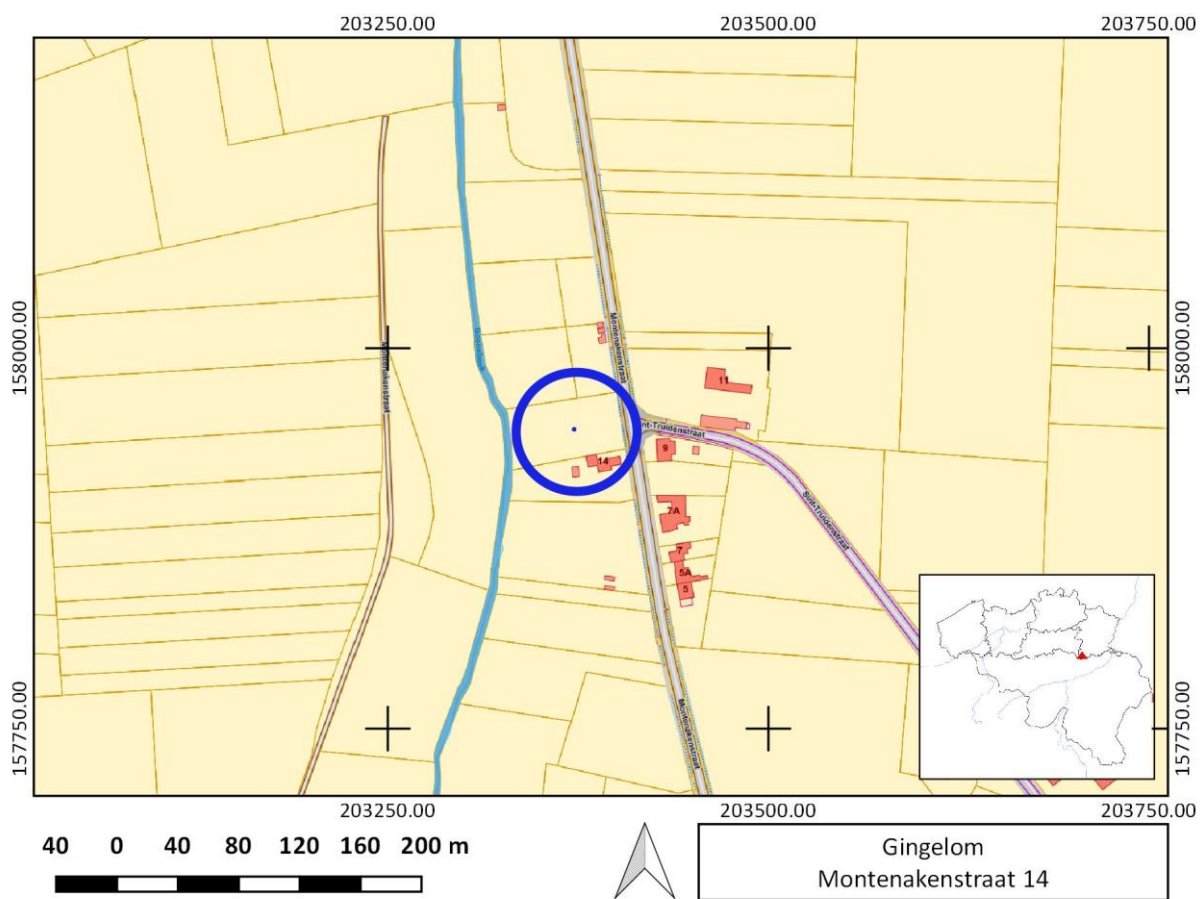 203250.00 203500.00 203750.00
158000.00 158000.00
Montenakenstraat
Montenakenstraat
11
Sint-Truidenstraat
9
14
7A
Sint-Truidenstraat
7
5A
5
Montenakenstraat
157750.00 157750.00
203250.00 203500.00 203750.00
40 0 40 80 120 160 200 m
Gingelom
Montenakenstraat 14